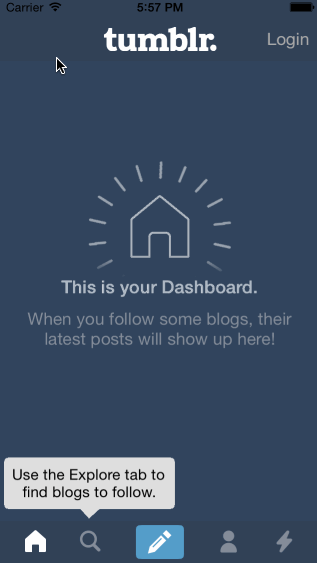 Carrier 5:57 PM
tumblr.
Login
This is your Dashboard.
When you follow some blogs, their
latest posts will show up here!
Use the Explore tab to
find blogs to follow.